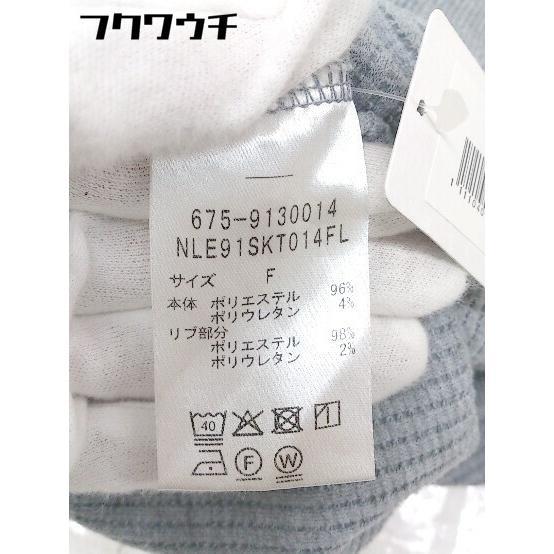 フクワウチ
675-9130014
NLE91SKT014FL
サイズ F
本体 ポリエステル 96%
ポリウレタン 4%
リブ部分
ポリエステル 98%
ポリウレタン 2%
40
F W